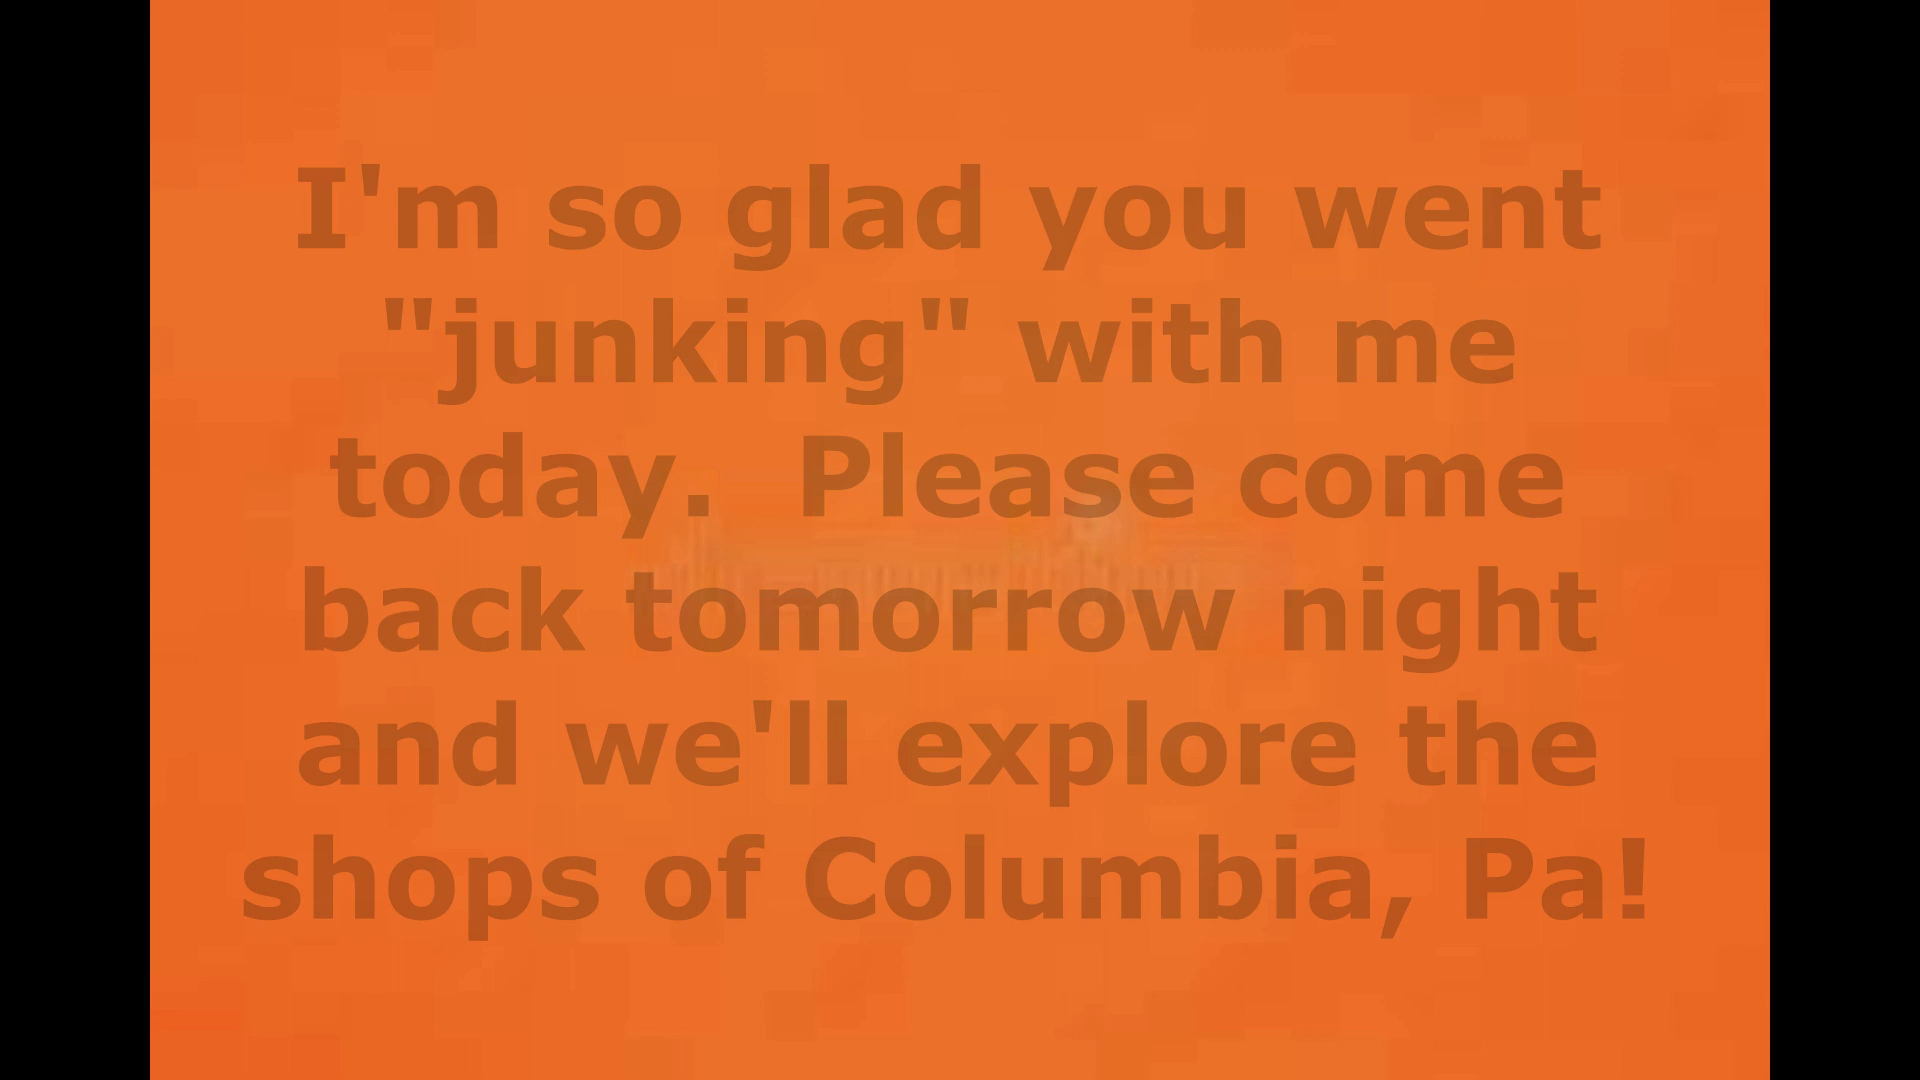 I'm so glad you went
"junking" with me
today.  Please come
back tomorrow night
and we'll explore the
shops of Columbia, Pa!